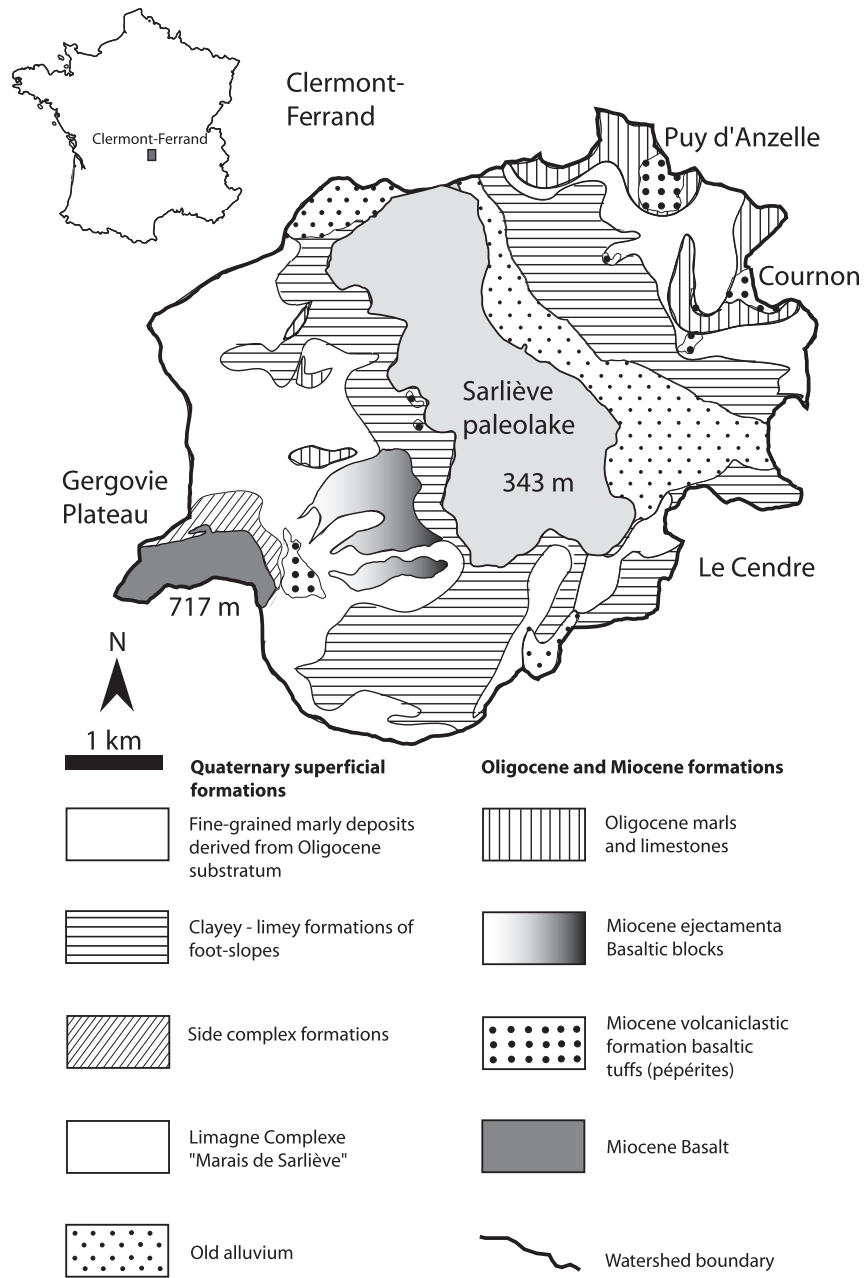 Clermont-
Ferrand
Clermont-Ferrand
Puy d'Anzelle
Cournon
Sarliève
paleolake
343 m
Gergovie
Plateau
717 m
Le Cendre
N
1 km
Quaternary superficial
formations
Fine-grained marly deposits
derived from Oligocene
substratum
Clayey - limey formations of
foot-slopes
Side complex formations
Limagne Complexe
"Marais de Sarliève"
Old alluvium
Oligocene and Miocene formations
Oligocene marls
and limestones
Miocene ejectamenta
Basaltic blocks
Miocene volcaniclastic
formation basaltic
tuffs (pépérites)
Miocene Basalt
Watershed boundary